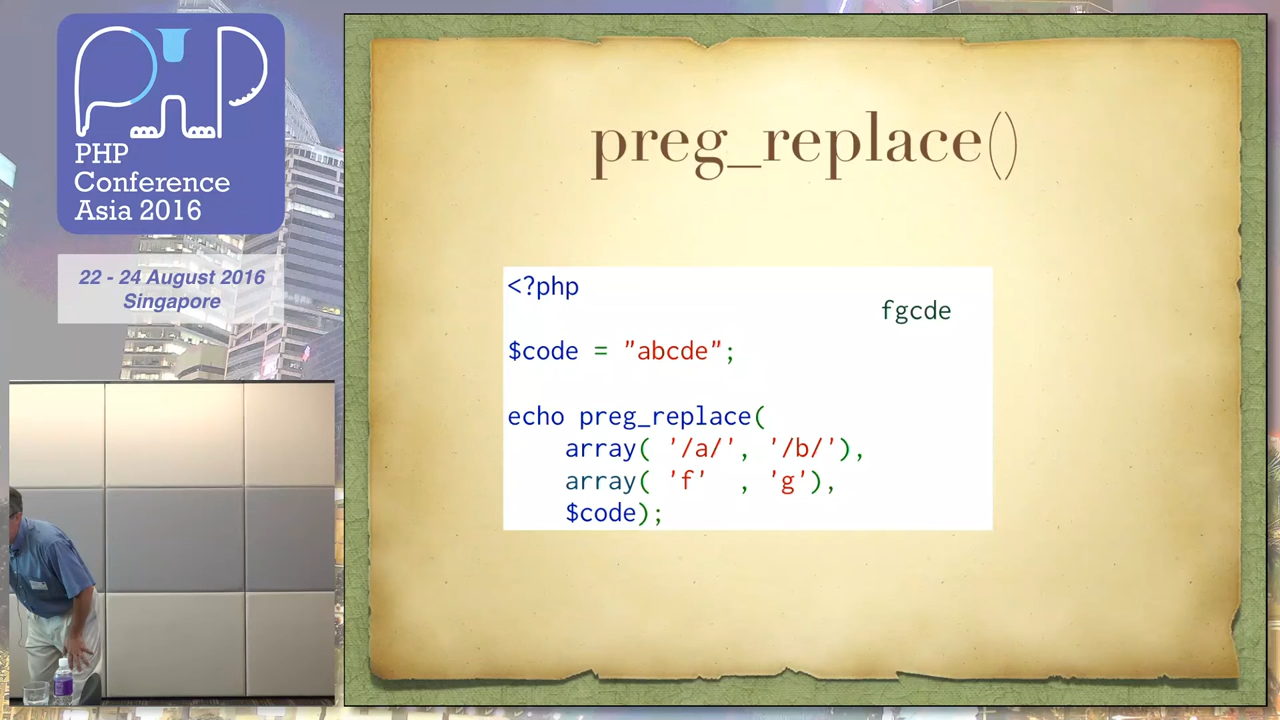 PHP
PHP
Conference
Asia 2016
22 - 24 August 2016
Singapore
preg_replace()
<?php
fgcde
$code = "abcde";
echo preg_replace(
    array( '/a/', '/b/'),
    array( 'f'  , 'g'),
    $code);